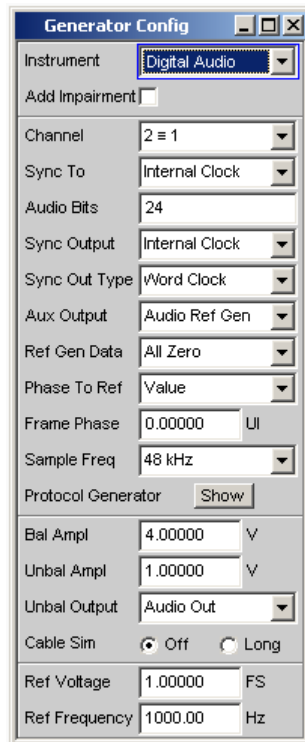 Generator Config
Instrument Digital Audio
Add Impairment
Channel 2 ≡ 1
Sync To Internal Clock
Audio Bits 24
Sync Output Internal Clock
Sync Out Type Word Clock
Aux Output Audio Ref Gen
Ref Gen Data All Zero
Phase To Ref Value
Frame Phase 0.00000 UI
Sample Freq 48 kHz
Protocol Generator Show
Bal Ampl 4.00000 V
Unbal Ampl 1.00000 V
Unbal Output Audio Out
Cable Sim Off Long
Ref Voltage 1.00000 FS
Ref Frequency 1000.00 Hz